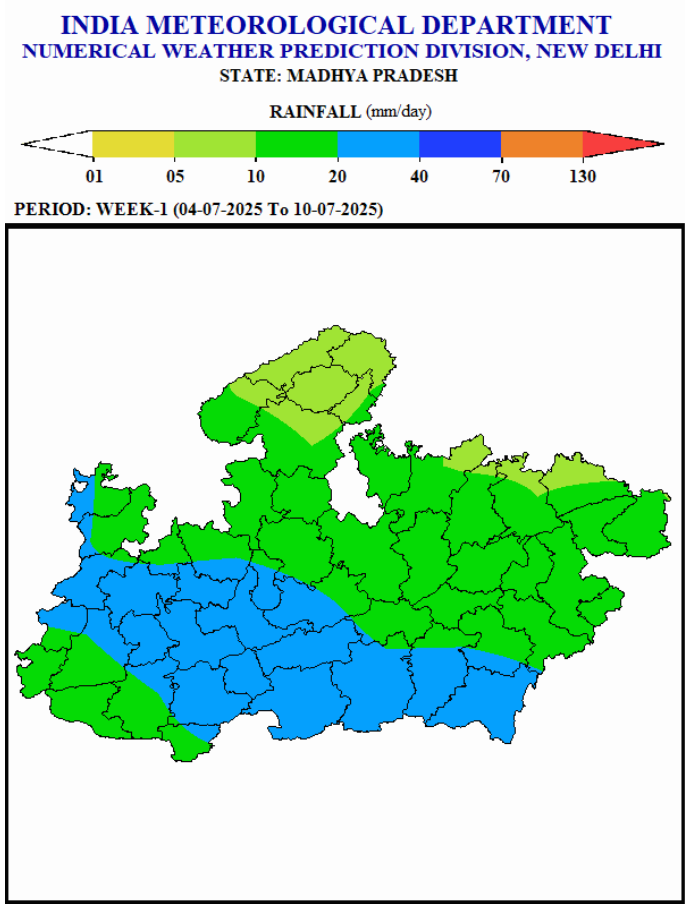 INDIA METEOROLOGICAL DEPARTMENT
NUMERICAL WEATHER PREDICTION DIVISION, NEW DELHI
STATE: MADHYA PRADESH
RAINFALL (mm/day)
01 05 10 20 40 70 130
PERIOD: WEEK-1 (04-07-2025 To 10-07-2025)